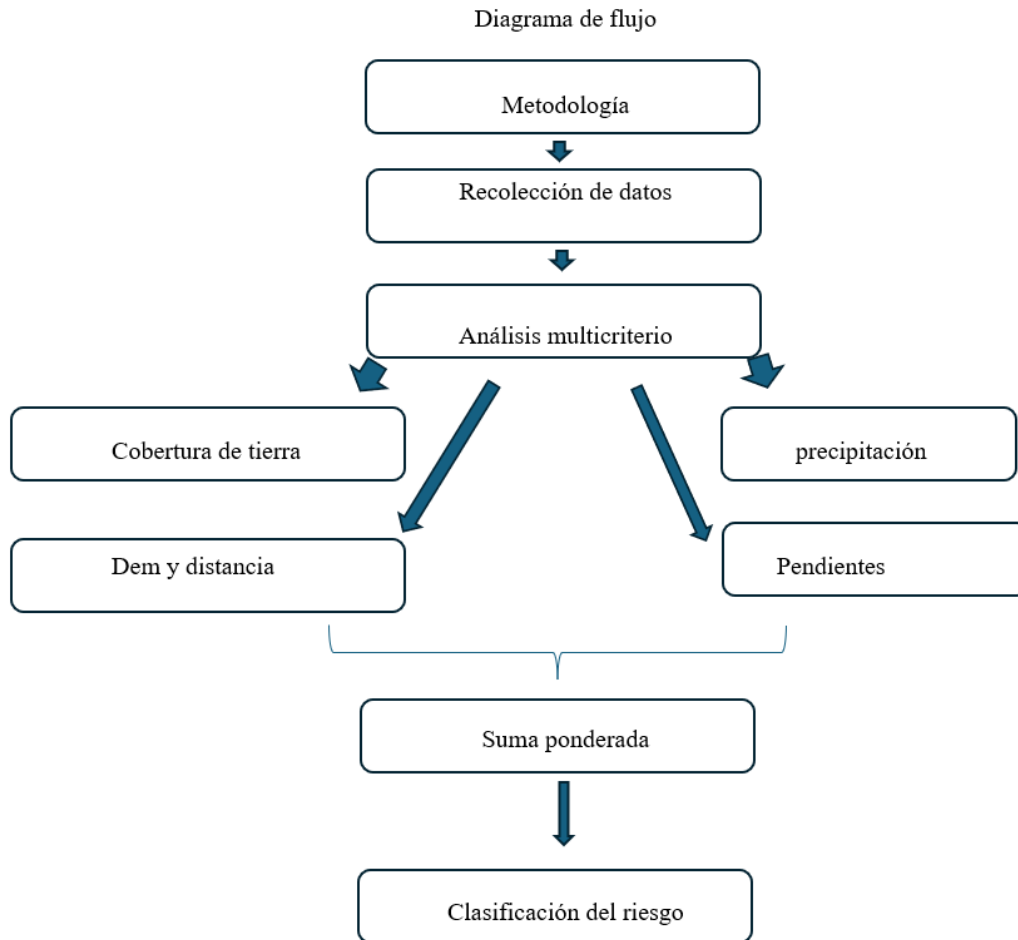 Diagrama de flujo
Metodología
Recolección de datos
Análisis multicriterio
Cobertura de tierra
precipitación
Dem y distancia
Pendientes
Suma ponderada
Clasificación del riesgo